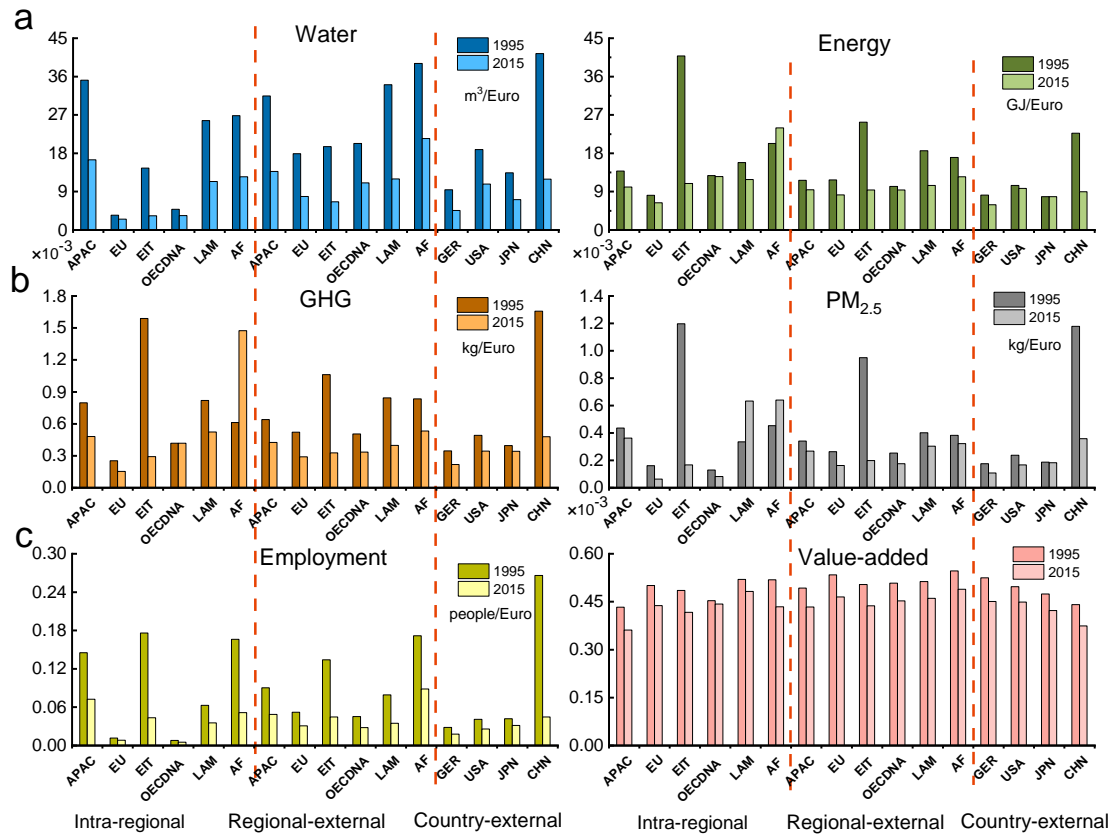 a
Water
1995
2015
m³/Euro
45
36
27
18
9
0
×10⁻³
APAC EU EIT OECDNA LAM AF APAC EU EIT OECDNA LAM AF GER USA JPN CHN
Energy
1995
2015
GJ/Euro
45
36
27
18
9
0
×10⁻³
APAC EU EIT OECDNA LAM AF APAC EU EIT OECDNA LAM AF GER USA JPN CHN
b
GHG
1995
2015
kg/Euro
1.8
1.5
1.2
0.9
0.6
0.3
0.0
APAC EU EIT OECDNA LAM AF APAC EU EIT OECDNA LAM AF GER USA JPN CHN
PM₂.₅
1995
2015
kg/Euro
1.4
1.2
1.0
0.8
0.6
0.4
0.2
0.0
×10⁻³
APAC EU EIT OECDNA LAM AF APAC EU EIT OECDNA LAM AF GER USA JPN CHN
c
Employment
1995
2015
people/Euro
0.30
0.24
0.18
0.12
0.06
0.00
APAC EU EIT OECDNA LAM AF APAC EU EIT OECDNA LAM AF GER USA JPN CHN
Value-added
1995
2015
0.60
0.45
0.30
0.15
0.00
APAC EU EIT OECDNA LAM AF APAC EU EIT OECDNA LAM AF GER USA JPN CHN
Intra-regional Regional-external Country-external
Intra-regional Regional-external Country-external